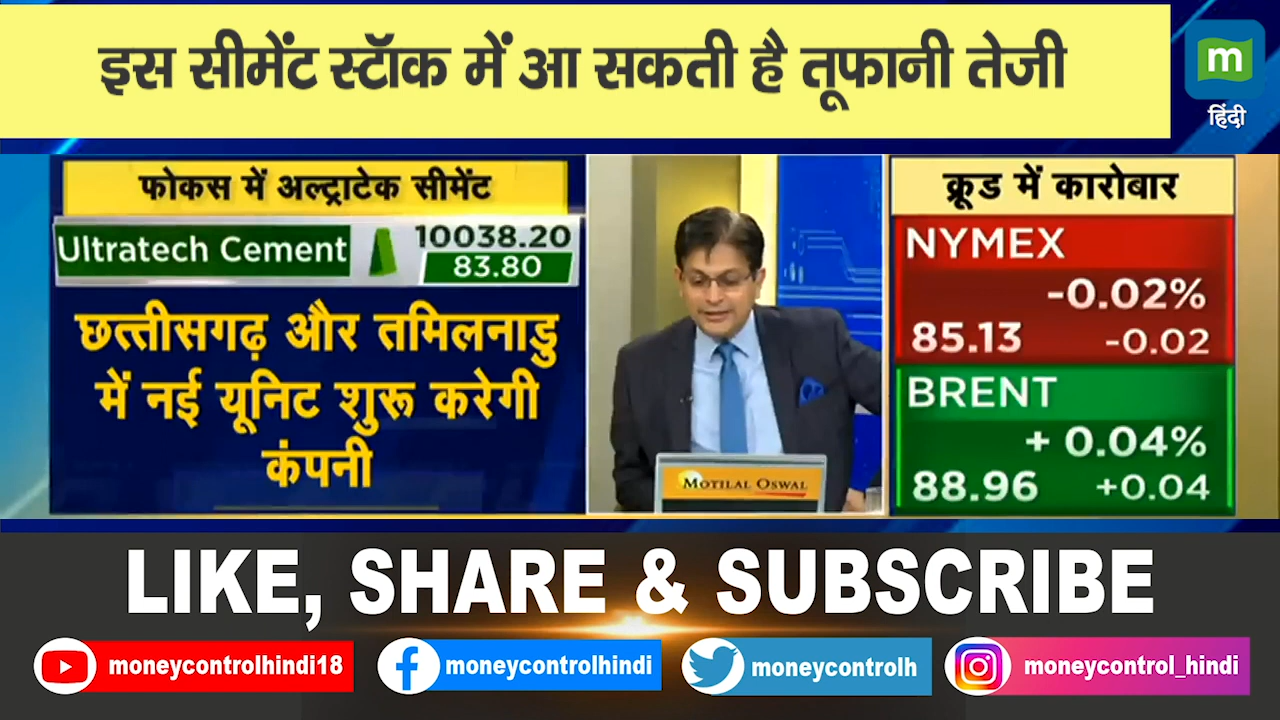 इस सीमेंट स्टॉक में आ सकती है तूफानी तेजी
m
हिंदी
फोकस में अल्ट्राटेक सीमेंट
Ultratech Cement
10038.20
83.80
छत्तीसगढ़ और तमिलनाडु
में नई यूनिट शुरू करेगी
कंपनी
MOTILAL OSWAL
क्रूड में कारोबार
NYMEX
-0.02%
85.13 -0.02
BRENT
+ 0.04%
88.96 +0.04
LIKE, SHARE & SUBSCRIBE
moneycontrolhindi18
moneycontrolhindi
moneycontrolh
moneycontrol_hindi